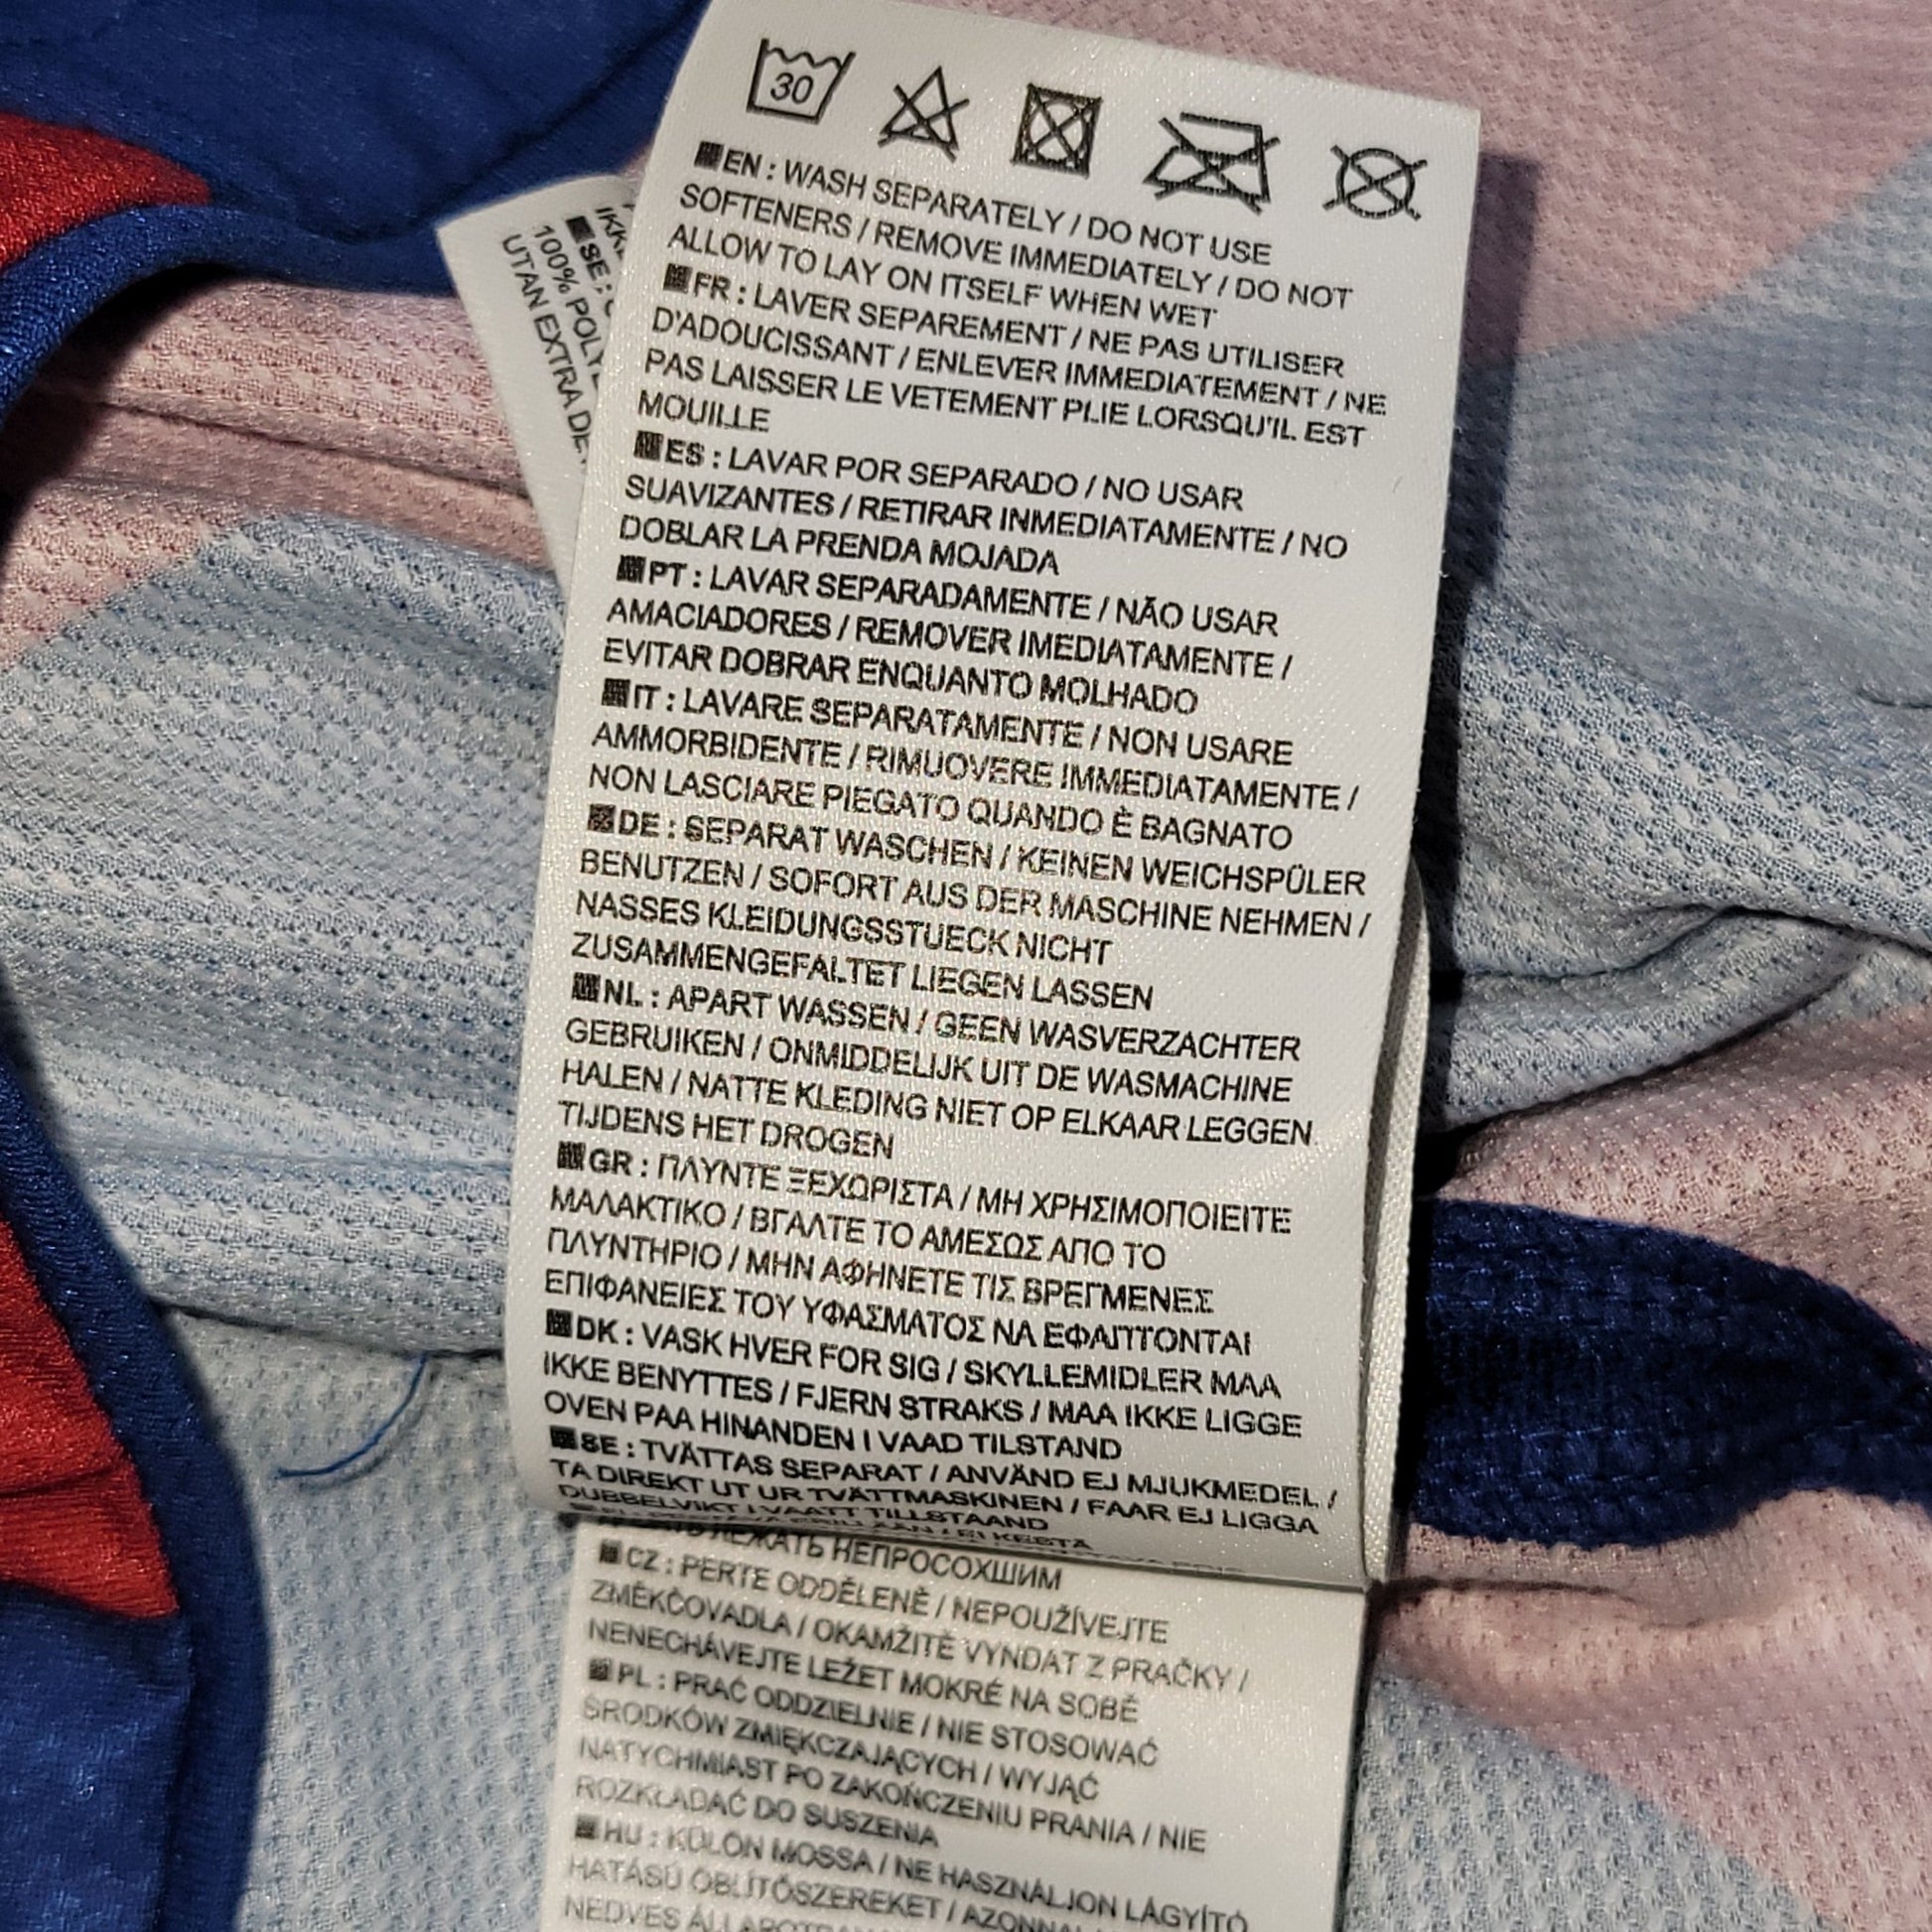 30
EN : WASH SEPARATELY / DO NOT USE
SOFTENERS / REMOVE IMMEDIATELY / DO NOT
ALLOW TO LAY ON ITSELF WHEN WET
FR : LAVER SEPAREMENT / NE PAS UTILISER
D'ADOUCISSANT / ENLEVER IMMEDIATEMENT / NE
PAS LAISSER LE VETEMENT PLIE LORSQU'IL EST
MOUILLE
ES : LAVAR POR SEPARADO / NO USAR
SUAVIZANTES / RETIRAR INMEDIATAMENTE / NO
DOBLAR LA PRENDA MOJADA
PT : LAVAR SEPARADAMENTE / NÃO USAR
AMACIADORES / REMOVER IMEDIATAMENTE /
EVITAR DOBRAR ENQUANTO MOLHADO
IT : LAVARE SEPARATAMENTE / NON USARE
AMMORBIDENTE / RIMUOVERE IMMEDIATAMENTE /
NON LASCIARE PIEGATO QUANDO È BAGNATO
DE : SEPARAT WASCHEN / KEINEN WEICHSPÜLER
BENUTZEN / SOFORT AUS DER MASCHINE NEHMEN /
NASSES KLEIDUNGSSTUECK NICHT
ZUSAMMENGEFALTET LIEGEN LASSEN
NL : APART WASSEN / GEEN WASVERZACHTER
GEBRUIKEN / ONMIDDELIJK UIT DE WASMACHINE
HALEN / NATTE KLEDING NIET OP ELKAAR LEGGEN
TIJDENS HET DROGEN
GR : ΠΛΥΝΤΕ ΞΕΧΩΡΙΣΤΑ / ΜΗ ΧΡΗΣΙΜΟΠΟΙΕΙΤΕ
ΜΑΛΑΚΤΙΚΟ / ΒΓΑΛΤΕ ΤΟ ΑΜΕΣΩΣ ΑΠΟ ΤΟ
ΠΛΥΝΤΗΡΙΟ / ΜΗΝ ΑΦΗΝΕΤΕ ΤΙΣ ΒΡΕΓΜΕΝΕΣ
ΕΠΙΦΑΝΕΙΕΣ ΤΟΥ ΥΦΑΣΜΑΤΟΣ ΝΑ ΕΦΑΠΤΟΝΤΑΙ
DK : VASK HVER FOR SIG / SKYLLEMIDLER MAA
IKKE BENYTTES / FJERN STRAKS / MAA IKKE LIGGE
OVEN PAA HINANDEN I VAAD TILSTAND
SE : TVÄTTAS SEPARAT / ANVÄND EJ MJUKMEDEL /
TA DIREKT UT UR TVÄTTMASKINEN / FAAR EJ LIGGA
DUBBELVIKT I VAATT TILLSTAAND
ЛЕЖАТЬ НЕПРОСОХШИМ
CZ : PERTE ODDĚLENĚ / NEPOUŽÍVEJTE
ZMĚKČOVADLA / OKAMŽITĚ VYNDAT Z PRAČKY /
NENECHÁVEJTE LEŽET MOKRÉ NA SOBĚ
PL : PRAĆ ODDZIELNIE / NIE STOSOWAĆ
ŚRODKÓW ZMIĘKCZAJĄCYCH / WYJĄĆ
NATYCHMIAST PO ZAKOŃCZENIU PRANIA / NIE
ROZKŁADAĆ DO SUSZENIA
HU : KÜLÖN MOSSA / NE HASZNÁLJON LÁGYÍTÓ
HATÁSÚ ÖBLÍTŐSZEREKET /
NEDVES
SE :
100%
UTAN EXTRA